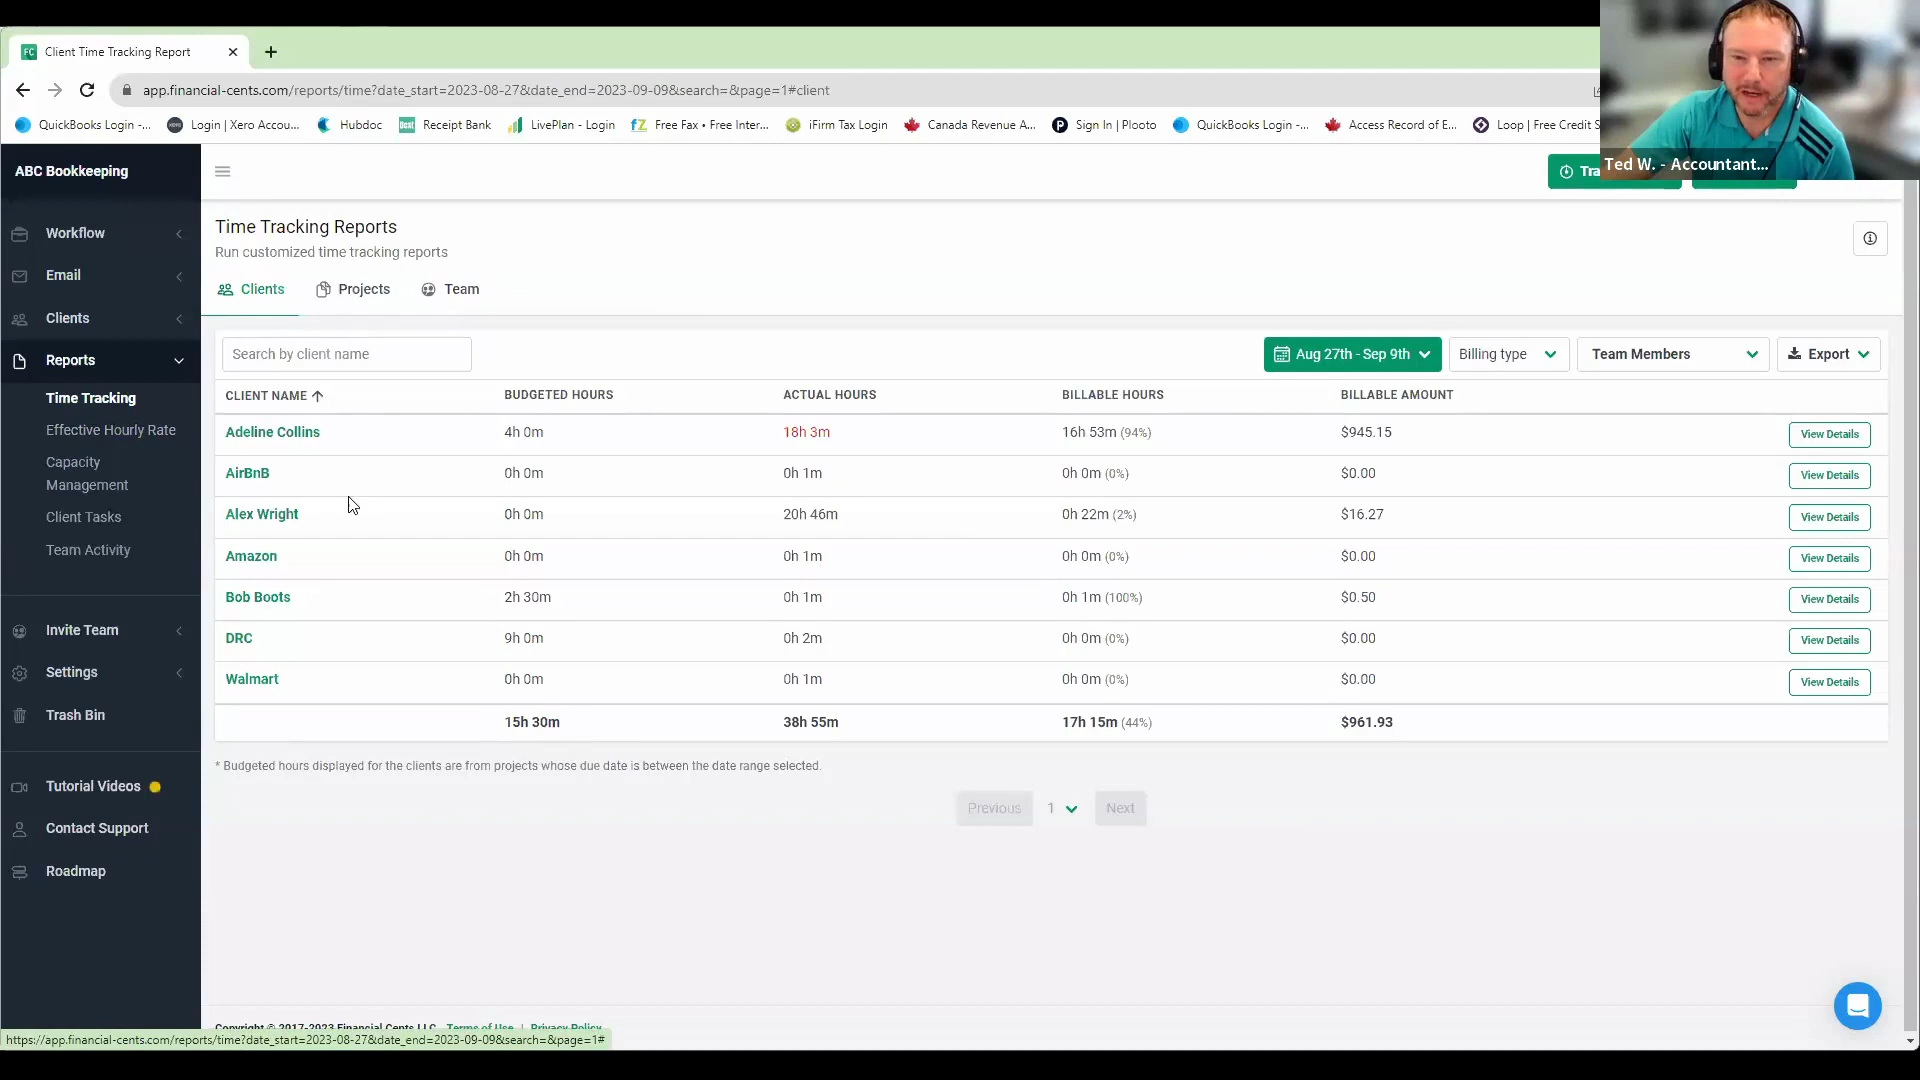 FC Client Time Tracking Report
app.financial-cents.com/reports/time?date_start=2023-08-27&date_end=2023-09-09&search=&page=1#client
QuickBooks Login -... Login | Xero Accou... Hubdoc Receipt Bank LivePlan - Login Free Fax • Free Inter... iFirm Tax Login Canada Revenue A... Sign In | Plooto QuickBooks Login -... Access Record of E... Loop | Free Credit S
Ted W. - Accountant...
ABC Bookkeeping
Workflow
Email
Clients
Reports
Time Tracking
Effective Hourly Rate
Capacity
Management
Client Tasks
Team Activity
Invite Team
Settings
Trash Bin
Tutorial Videos
Contact Support
Roadmap
Tra
Time Tracking Reports
Run customized time tracking reports
Clients Projects Team
Search by client name Aug 27th - Sep 9th Billing type Team Members Export
CLIENT NAME BUDGETED HOURS ACTUAL HOURS BILLABLE HOURS BILLABLE AMOUNT
Adeline Collins 4h 0m 18h 3m 16h 53m (94%) $945.15 View Details
AirBnB 0h 0m 0h 1m 0h 0m (0%) $0.00 View Details
Alex Wright 0h 0m 20h 46m 0h 22m (2%) $16.27 View Details
Amazon 0h 0m 0h 1m 0h 0m (0%) $0.00 View Details
Bob Boots 2h 30m 0h 1m 0h 1m (100%) $0.50 View Details
DRC 9h 0m 0h 2m 0h 0m (0%) $0.00 View Details
Walmart 0h 0m 0h 1m 0h 0m (0%) $0.00 View Details
15h 30m 38h 55m 17h 15m (44%) $961.93
* Budgeted hours displayed for the clients are from projects whose due date is between the date range selected.
Previous 1 Next
Copyright © 2017-2023 Financial Cents LLC Terms of Use | Privacy Policy
https://app.financial-cents.com/reports/time?date_start=2023-08-27&date_end=2023-09-09&search=&page=1#